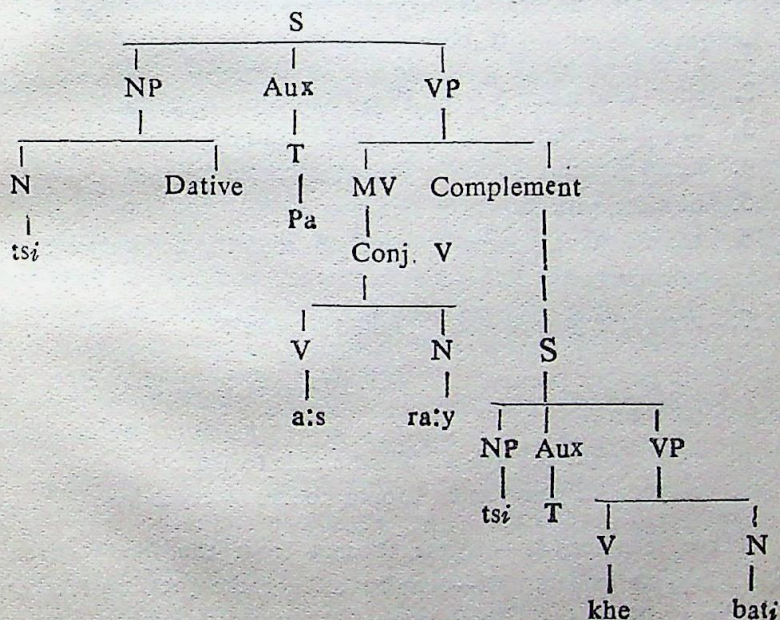 S
NP Aux VP
T
N Dative MV Complement
Pa
tsi Conj. V
V N S
a:s ra:y
NP Aux VP
tsi T
V N
khe bati